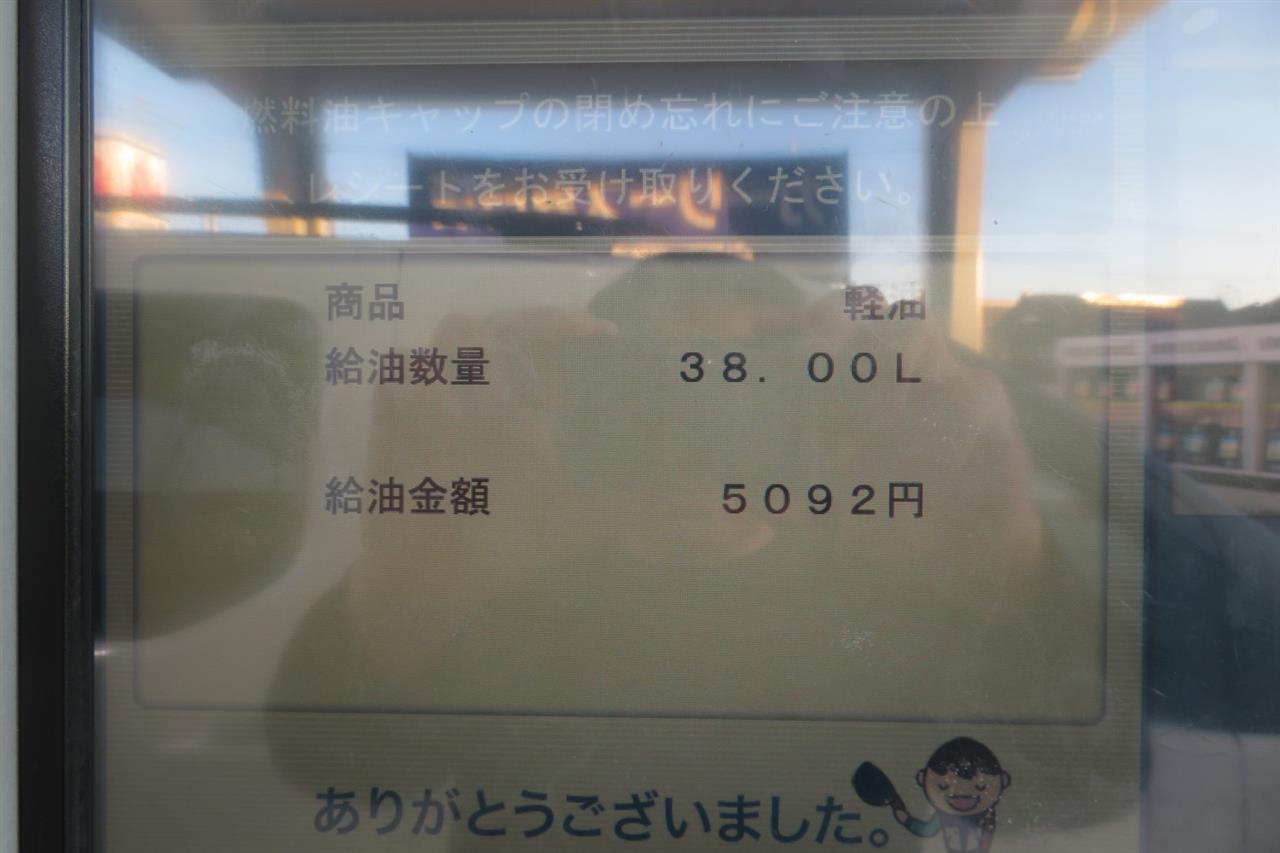 燃料油キャップの閉め忘れにご注意の上
、レシートをお受け取りください。
商品 軽油
給油数量 38.00L
給油金額 5092円
ありがとうございました。